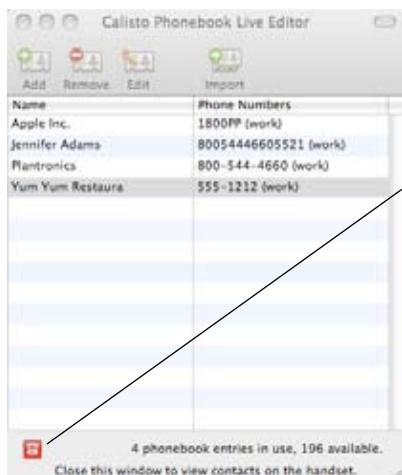 Calisto Phonebook Live Editor
Add Remove Edit Import
Name Phone Numbers
Apple Inc. 1800PP (work)
Jennifer Adams 80054446605521 (work)
Plantronics 800-544-4660 (work)
Yum Yum Restaura 555-1212 (work)
4 phonebook entries in use, 196 available.
Close this window to view contacts on the handset.